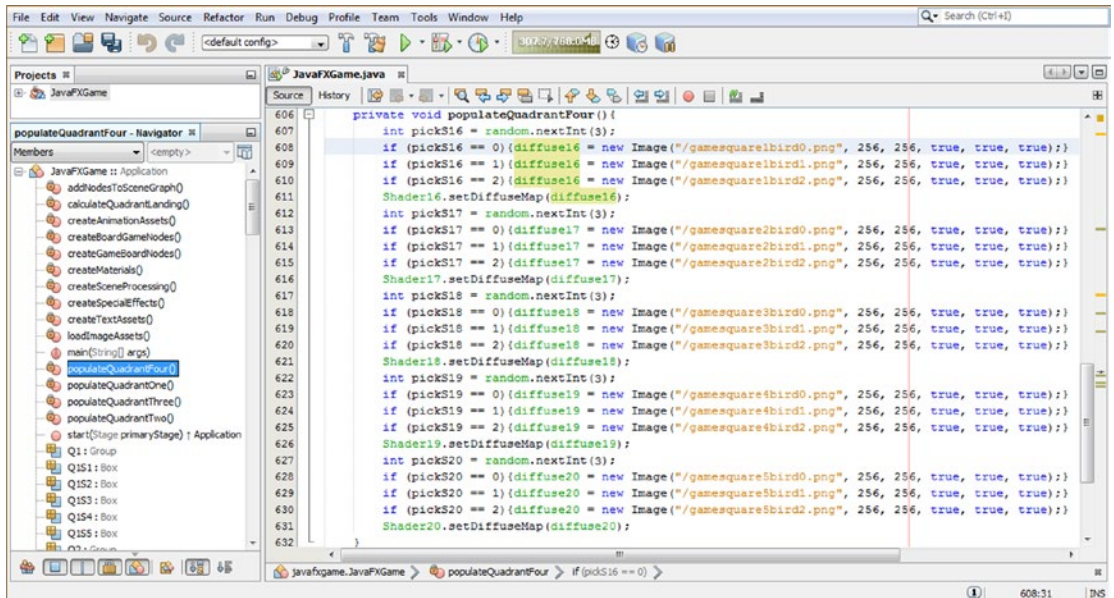 File Edit View Navigate Source Refactor Run Debug Profile Team Tools Window Help
Search (Ctrl+I)
<default config>
307.7/768.0MB
Projects
JavaFXGame
populateQuadrantFour - Navigator
Members
<empty>
JavaFXGame :: Application
addNodesToSceneGraph()
calculateQuadrantLanding()
createAnimationAssets()
createBoardGameNodes()
createGameBoardNodes()
createMaterials()
createSceneProcessing()
createSpecialEffects()
createTextAssets()
loadImageAssets()
main(String[] args)
populateQuadrantFour()
populateQuadrantOne()
populateQuadrantThree()
populateQuadrantTwo()
start(Stage primaryStage) ↑ Application
Q1 : Group
Q1S1 : Box
Q1S2 : Box
Q1S3 : Box
Q1S4 : Box
Q1S5 : Box
Q2 : Group
JavaFXGame.java
Source History
606 private void populateQuadrantFour(){
607 int pickS16 = random.nextInt(3);
608 if (pickS16 == 0){diffuse16 = new Image("/gamesquare1bird0.png", 256, 256, true, true, true);}
609 if (pickS16 == 1){diffuse16 = new Image("/gamesquare1bird1.png", 256, 256, true, true, true);}
610 if (pickS16 == 2){diffuse16 = new Image("/gamesquare1bird2.png", 256, 256, true, true, true);}
611 Shader16.setDiffuseMap(diffuse16);
612 int pickS17 = random.nextInt(3);
613 if (pickS17 == 0){diffuse17 = new Image("/gamesquare2bird0.png", 256, 256, true, true, true);}
614 if (pickS17 == 1){diffuse17 = new Image("/gamesquare2bird1.png", 256, 256, true, true, true);}
615 if (pickS17 == 2){diffuse17 = new Image("/gamesquare2bird2.png", 256, 256, true, true, true);}
616 Shader17.setDiffuseMap(diffuse17);
617 int pickS18 = random.nextInt(3);
618 if (pickS18 == 0){diffuse18 = new Image("/gamesquare3bird0.png", 256, 256, true, true, true);}
619 if (pickS18 == 1){diffuse18 = new Image("/gamesquare3bird1.png", 256, 256, true, true, true);}
620 if (pickS18 == 2){diffuse18 = new Image("/gamesquare3bird2.png", 256, 256, true, true, true);}
621 Shader18.setDiffuseMap(diffuse18);
622 int pickS19 = random.nextInt(3);
623 if (pickS19 == 0){diffuse19 = new Image("/gamesquare4bird0.png", 256, 256, true, true, true);}
624 if (pickS19 == 1){diffuse19 = new Image("/gamesquare4bird1.png", 256, 256, true, true, true);}
625 if (pickS19 == 2){diffuse19 = new Image("/gamesquare4bird2.png", 256, 256, true, true, true);}
626 Shader19.setDiffuseMap(diffuse19);
627 int pickS20 = random.nextInt(3);
628 if (pickS20 == 0){diffuse20 = new Image("/gamesquare5bird0.png", 256, 256, true, true, true);}
629 if (pickS20 == 1){diffuse20 = new Image("/gamesquare5bird1.png", 256, 256, true, true, true);}
630 if (pickS20 == 2){diffuse20 = new Image("/gamesquare5bird2.png", 256, 256, true, true, true);}
631 Shader20.setDiffuseMap(diffuse20);
632 }
javafxgame.JavaFXGame populateQuadrantFour if (pickS16 == 0)
608:31 INS